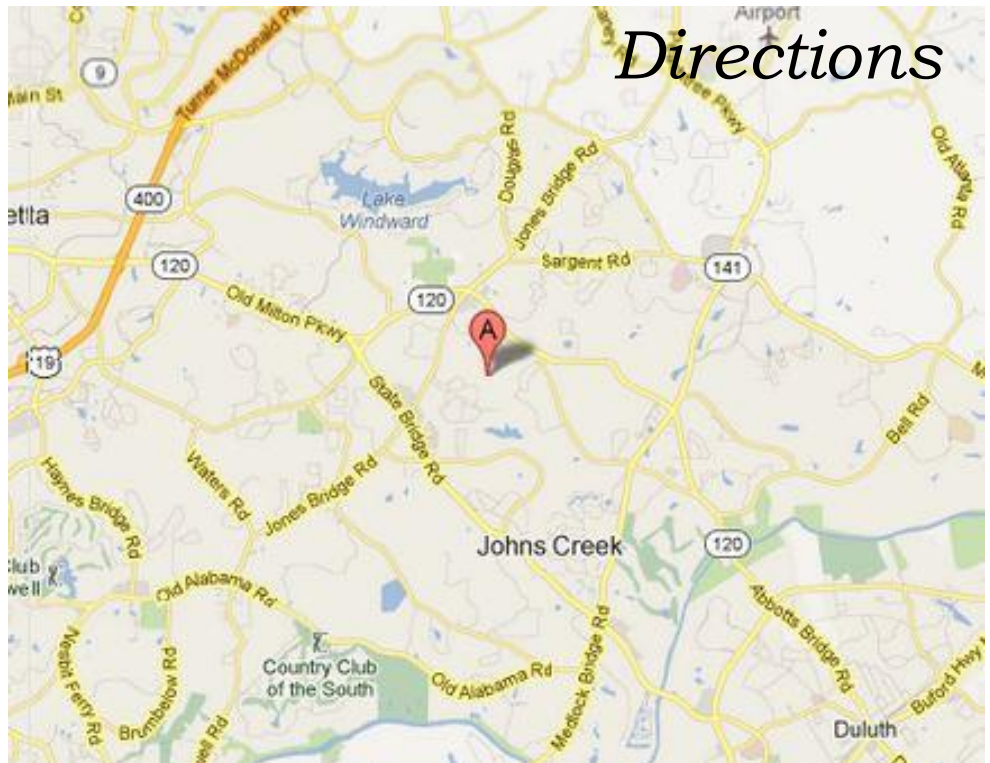 Directions
Airport
9
Turner McDonald
Main St
400
Lake
Windward
Douglas Rd
Jones Bridge Rd
Old Atlanta Rd
120
Old Milton Pkwy
120
Sargent Rd
141
A
19
State Bridge Rd
Bell Rd
Haynes Bridge Rd
Waters Rd
Jones Bridge Rd
Johns Creek
120
Old Alabama Rd
Abbotts Bridge Rd
Nesbit Ferry Rd
Brumbelow Rd
Country Club
of the South
Old Alabama Rd
Medlock Bridge Rd
Buford Hwy
Duluth